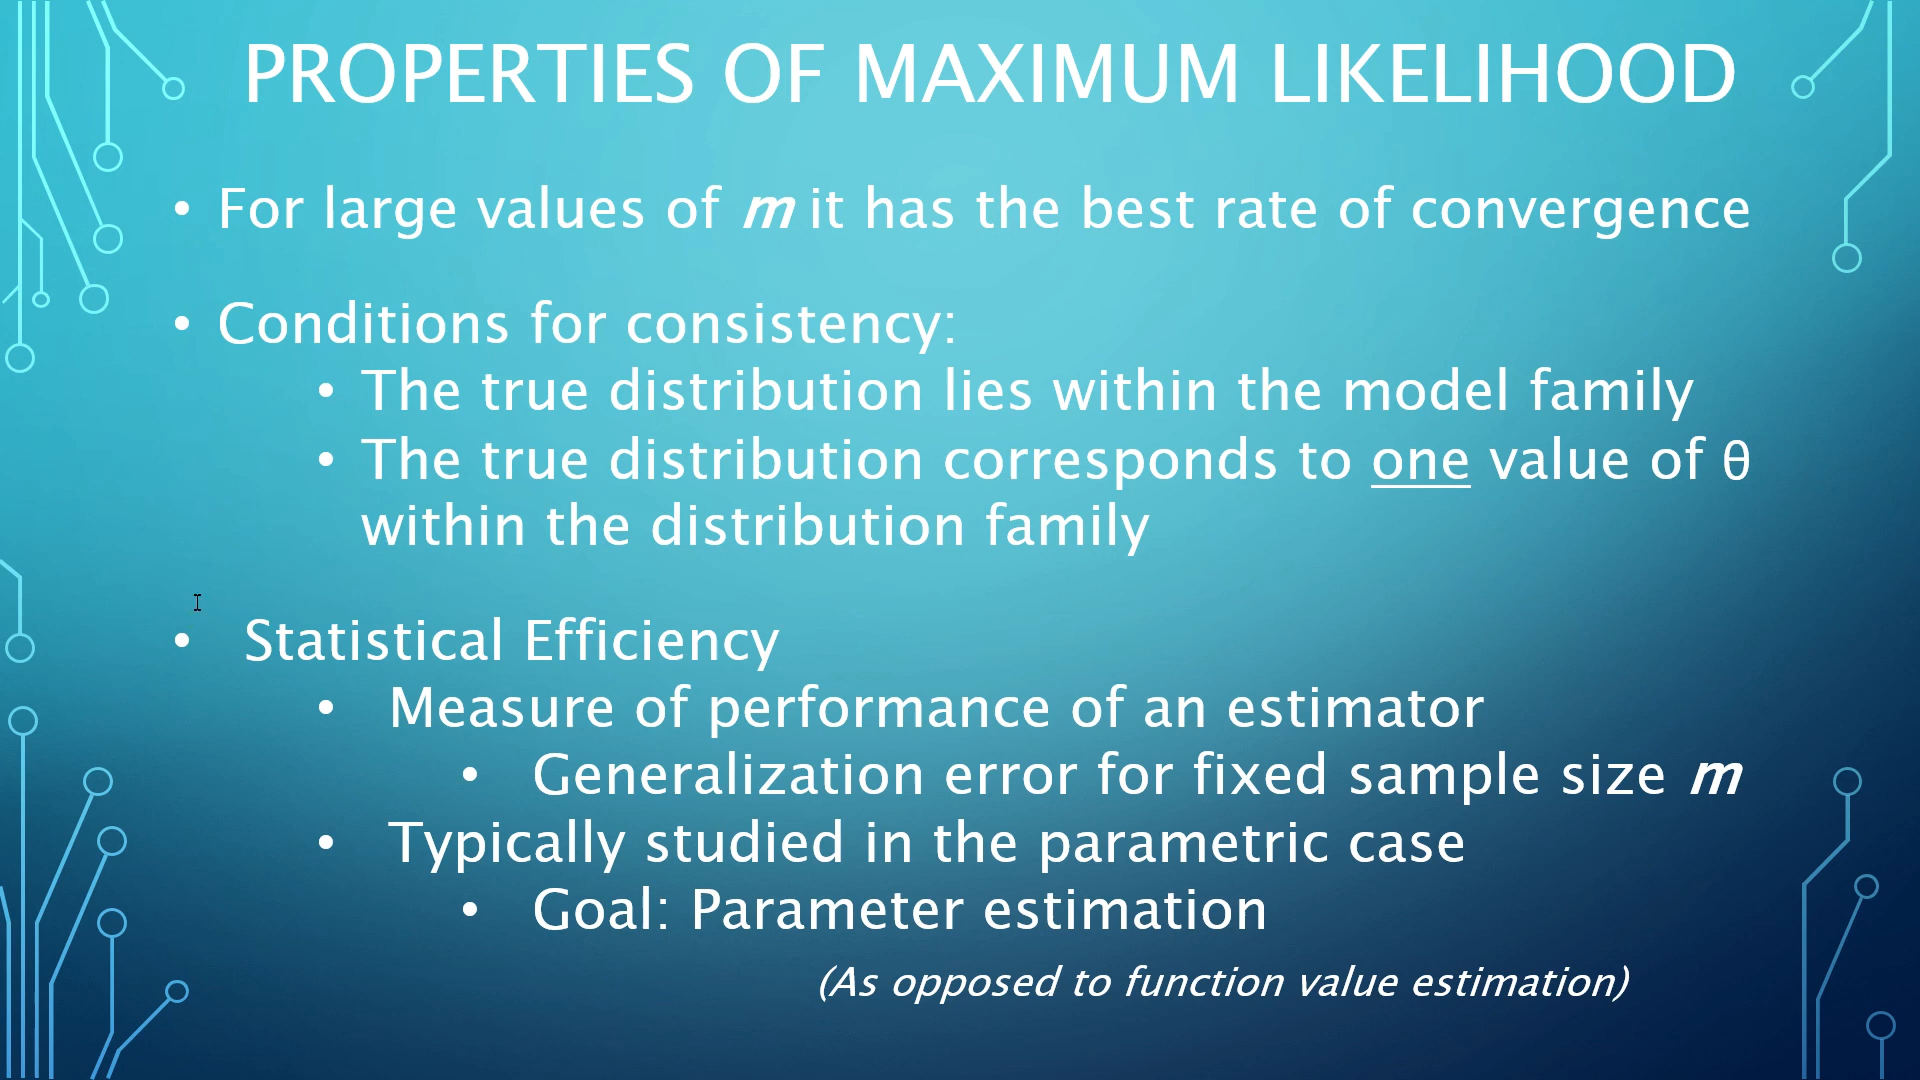 PROPERTIES OF MAXIMUM LIKELIHOOD
• For large values of m it has the best rate of convergence
• Conditions for consistency:
• The true distribution lies within the model family
• The true distribution corresponds to one value of θ
within the distribution family
• Statistical Efficiency
• Measure of performance of an estimator
• Generalization error for fixed sample size m
• Typically studied in the parametric case
• Goal: Parameter estimation
(As opposed to function value estimation)